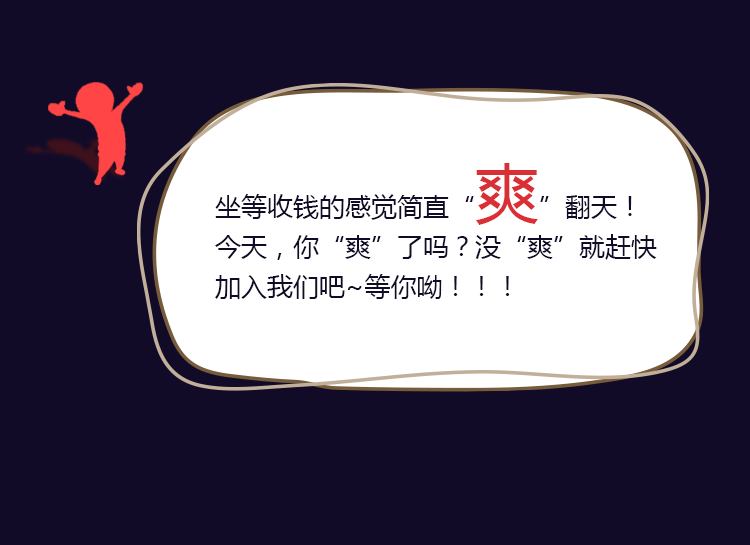 坐等收钱的感觉简直“爽”翻天！
今天，你“爽”了吗？没“爽”就赶快
加入我们吧~等你呦！！！